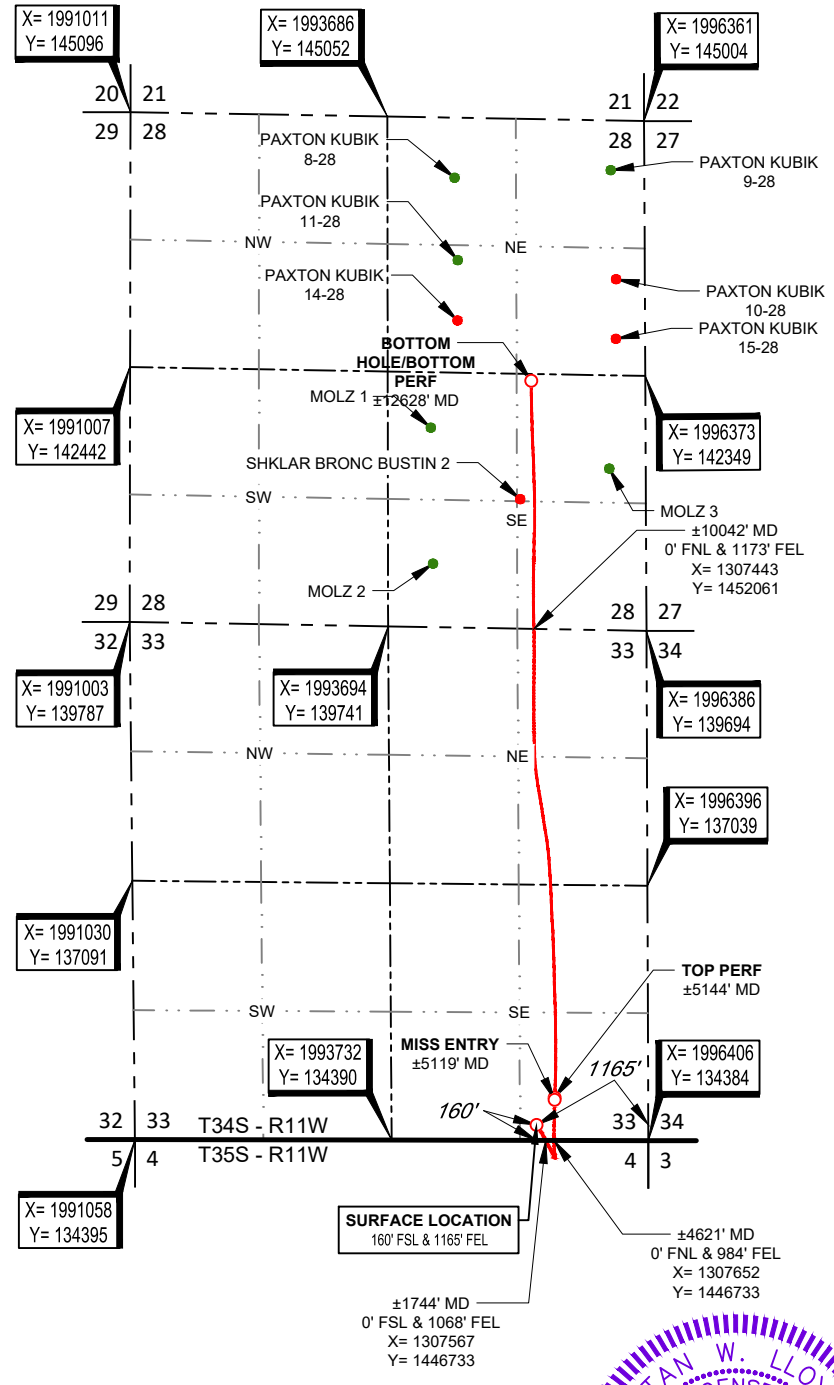 X= 1991011
Y= 145096
X= 1993686
Y= 145052
X= 1996361
Y= 145004
20 21
29 28
21 22
28 27
PAXTON KUBIK
8-28
PAXTON KUBIK
9-28
PAXTON KUBIK
11-28
NW
NE
PAXTON KUBIK
14-28
PAXTON KUBIK
10-28
PAXTON KUBIK
15-28
BOTTOM
HOLE/BOTTOM
PERF
±12628' MD
MOLZ 1
X= 1991007
Y= 142442
X= 1996373
Y= 142349
SHKLAR BRONC BUSTIN 2
SW
SE
MOLZ 3
±10042' MD
0' FNL & 1173' FEL
X= 1307443
Y= 1452061
MOLZ 2
29 28
32 33
28 27
33 34
X= 1991003
Y= 139787
X= 1993694
Y= 139741
X= 1996386
Y= 139694
NW
NE
X= 1996396
Y= 137039
X= 1991030
Y= 137091
TOP PERF
±5144' MD
SW
SE
MISS ENTRY
±5119' MD
X= 1993732
Y= 134390
1165'
X= 1996406
Y= 134384
160'
32 33
T34S - R11W
33 34
5 4
T35S - R11W
4 3
X= 1991058
Y= 134395
SURFACE LOCATION
160' FSL & 1165' FEL
±4621' MD
0' FNL & 984' FEL
X= 1307652
Y= 1446733
±1744' MD
0' FSL & 1068' FEL
X= 1307567
Y= 1446733
W.